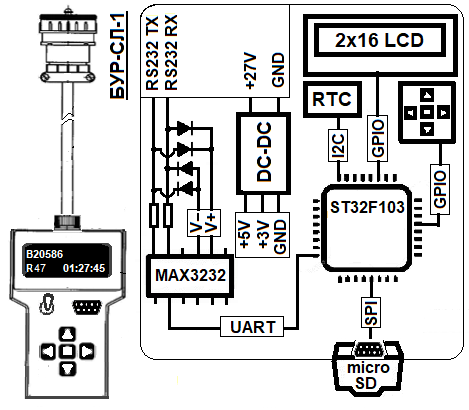 БУР-СЛ-1
RS232 TX
RS232 RX
+27V
GND
2x16 LCD
RTC
DC-DC
I2C
GPIO
GPIO
ST32F103
V-
V+
+5V
+3V
GND
B20586
R47 01:27:45
MAX3232
UART
SPI
micro
SD